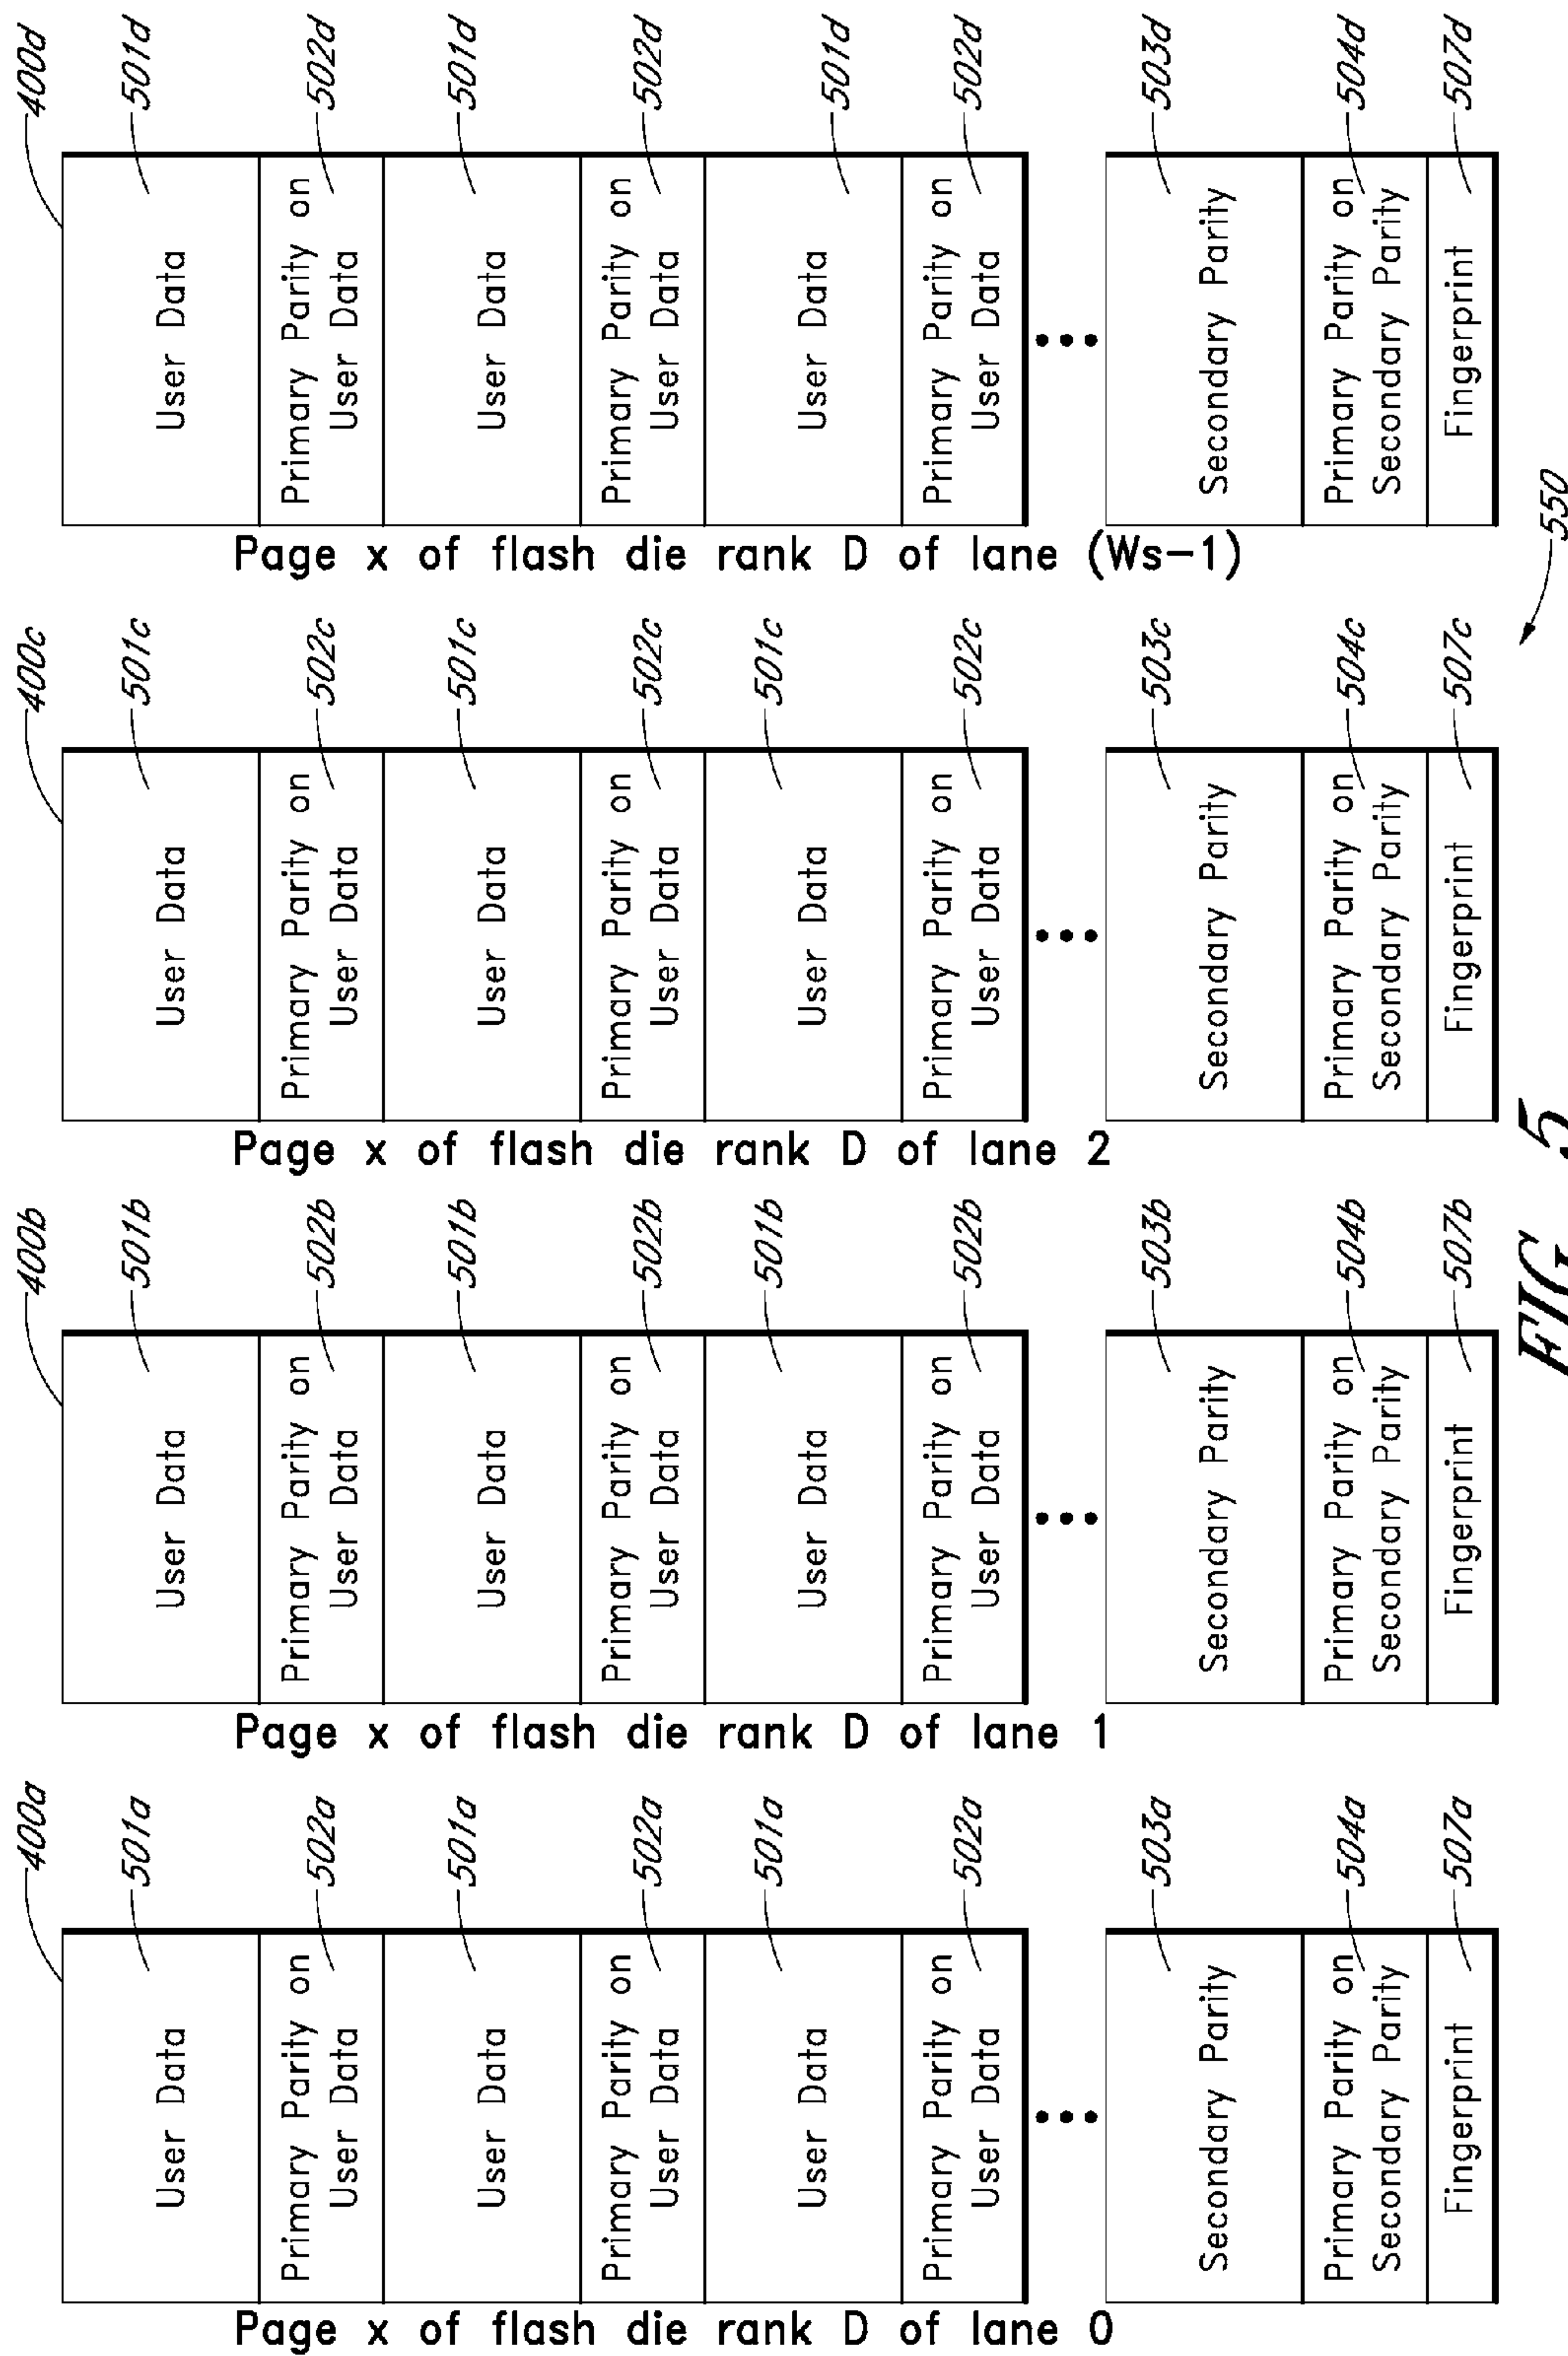 400a
Page x of flash die rank D of lane 0
User Data
501a
Primary Parity on
User Data
502a
User Data
501a
Primary Parity on
User Data
502a
User Data
501a
Primary Parity on
User Data
502a
Secondary Parity
503a
Primary Parity on
Secondary Parity
504a
Fingerprint
507a
400b
Page x of flash die rank D of lane 1
User Data
501b
Primary Parity on
User Data
502b
User Data
501b
Primary Parity on
User Data
502b
User Data
501b
Primary Parity on
User Data
502b
Secondary Parity
503b
Primary Parity on
Secondary Parity
504b
Fingerprint
507b
400c
Page x of flash die rank D of lane 2
User Data
501c
Primary Parity on
User Data
502c
User Data
501c
Primary Parity on
User Data
502c
User Data
501c
Primary Parity on
User Data
502c
Secondary Parity
503c
Primary Parity on
Secondary Parity
504c
Fingerprint
507c
400d
Page x of flash die rank D of lane (Ws-1)
User Data
501d
Primary Parity on
User Data
502d
User Data
501d
Primary Parity on
User Data
502d
User Data
501d
Primary Parity on
User Data
502d
Secondary Parity
503d
Primary Parity on
Secondary Parity
504d
Fingerprint
507d
550
FIG. 5